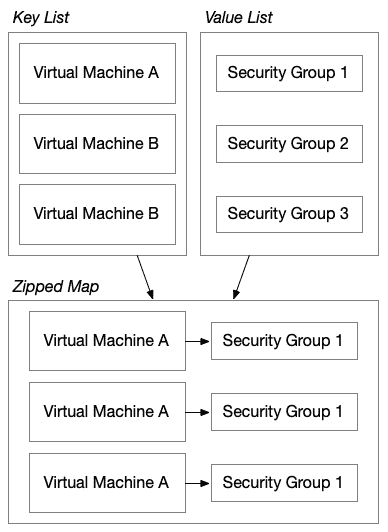 Key List
Value List
Virtual Machine A
Security Group 1
Virtual Machine B
Security Group 2
Virtual Machine B
Security Group 3
Zipped Map
Virtual Machine A
Security Group 1
Virtual Machine A
Security Group 1
Virtual Machine A
Security Group 1